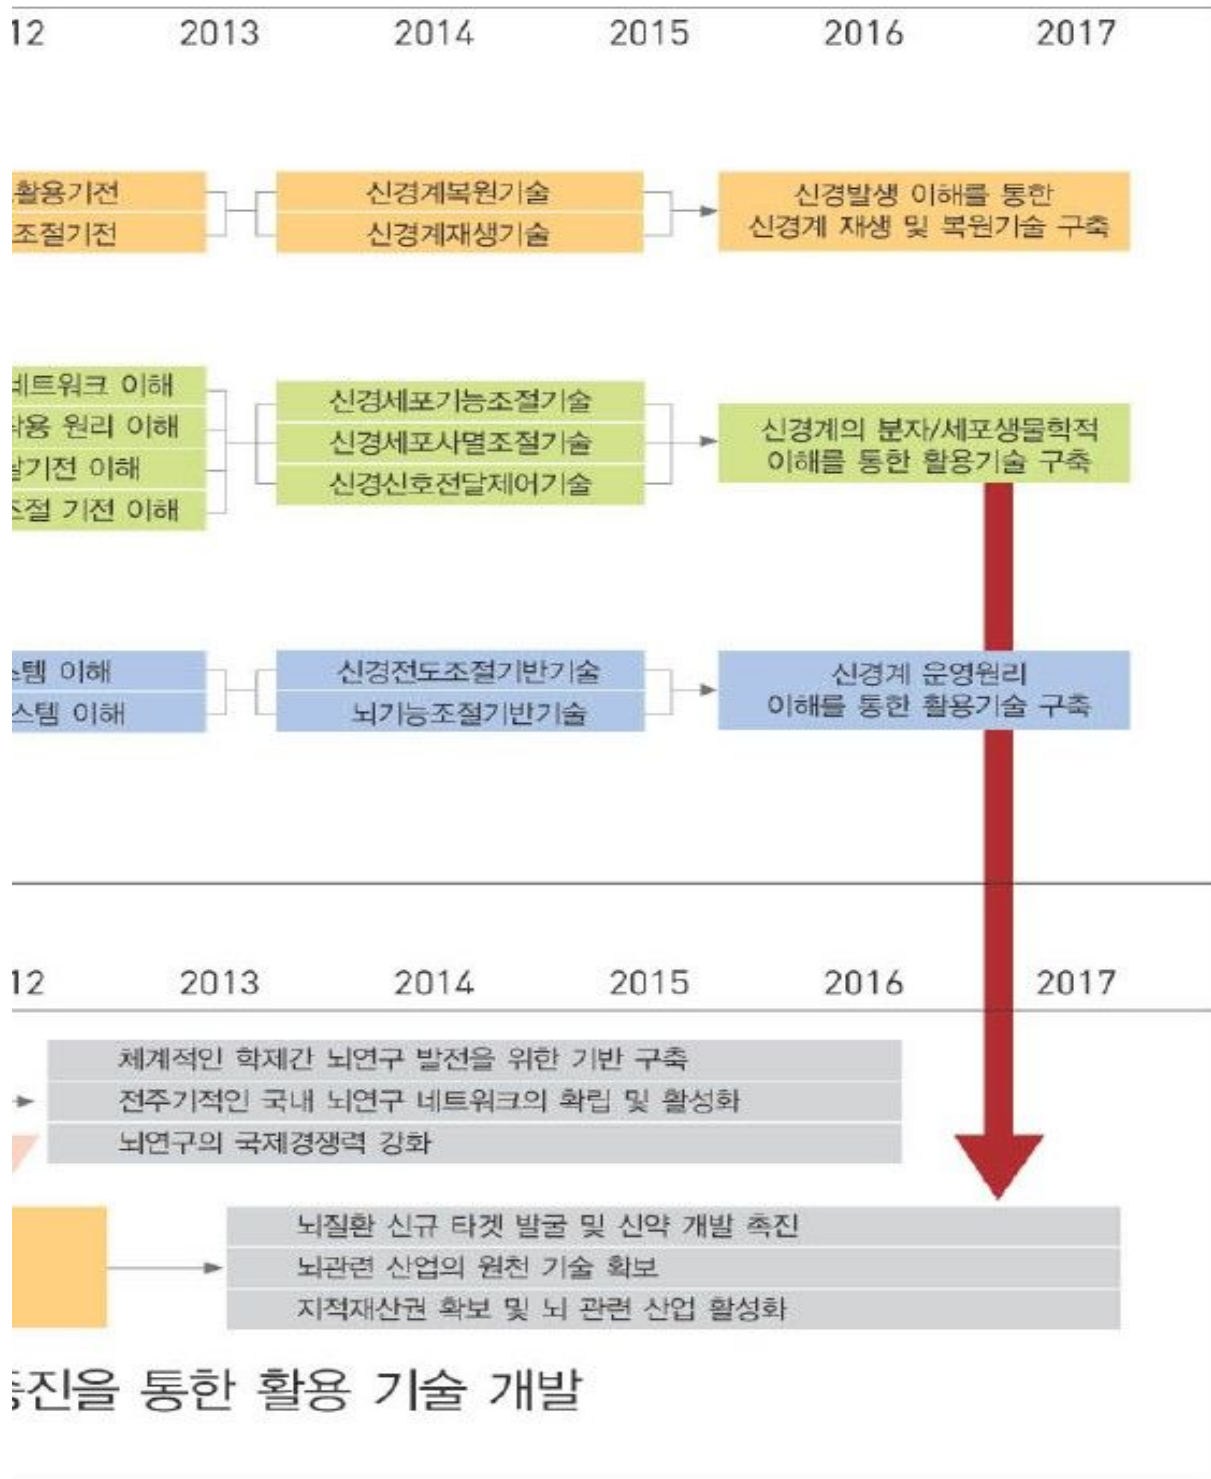 12 2013 2014 2015 2016 2017
활용기전
조절기전
신경계복원기술
신경계재생기술
신경발생 이해를 통한
신경계 재생 및 복원기술 구축
네트워크 이해
작용 원리 이해
기전 이해
조절 기전 이해
신경세포기능조절기술
신경세포사멸조절기술
신경신호전달제어기술
신경계의 분자/세포생물학적
이해를 통한 활용기술 구축
스템 이해
스템 이해
신경전도조절기반기술
뇌기능조절기반기술
신경계 운영원리
이해를 통한 활용기술 구축
12 2013 2014 2015 2016 2017
체계적인 학제간 뇌연구 발전을 위한 기반 구축
전주기적인 국내 뇌연구 네트워크의 확립 및 활성화
뇌연구의 국제경쟁력 강화
뇌질환 신규 타겟 발굴 및 신약 개발 촉진
뇌관련 산업의 원천 기술 확보
지적재산권 확보 및 뇌 관련 산업 활성화
진을 통한 활용 기술 개발